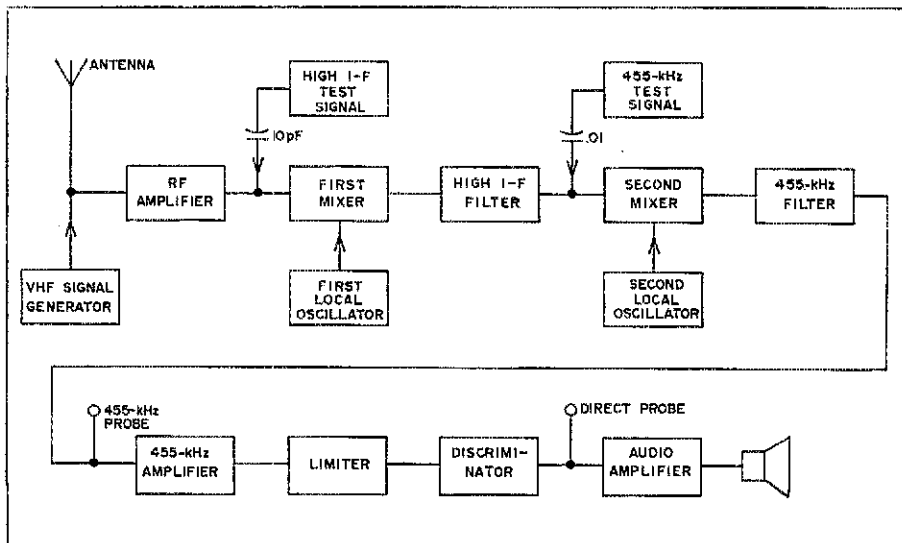 ANTENNA
HIGH I-F
TEST
SIGNAL
455-kHz
TEST
SIGNAL
10pF
.01
RF
AMPLIFIER
FIRST
MIXER
HIGH I-F
FILTER
SECOND
MIXER
455-kHz
FILTER
VHF SIGNAL
GENERATOR
FIRST
LOCAL
OSCILLATOR
SECOND
LOCAL
OSCILLATOR
455-kHz
PROBE
DIRECT PROBE
455-kHz
AMPLIFIER
LIMITER
DISCRIMI-
NATOR
AUDIO
AMPLIFIER